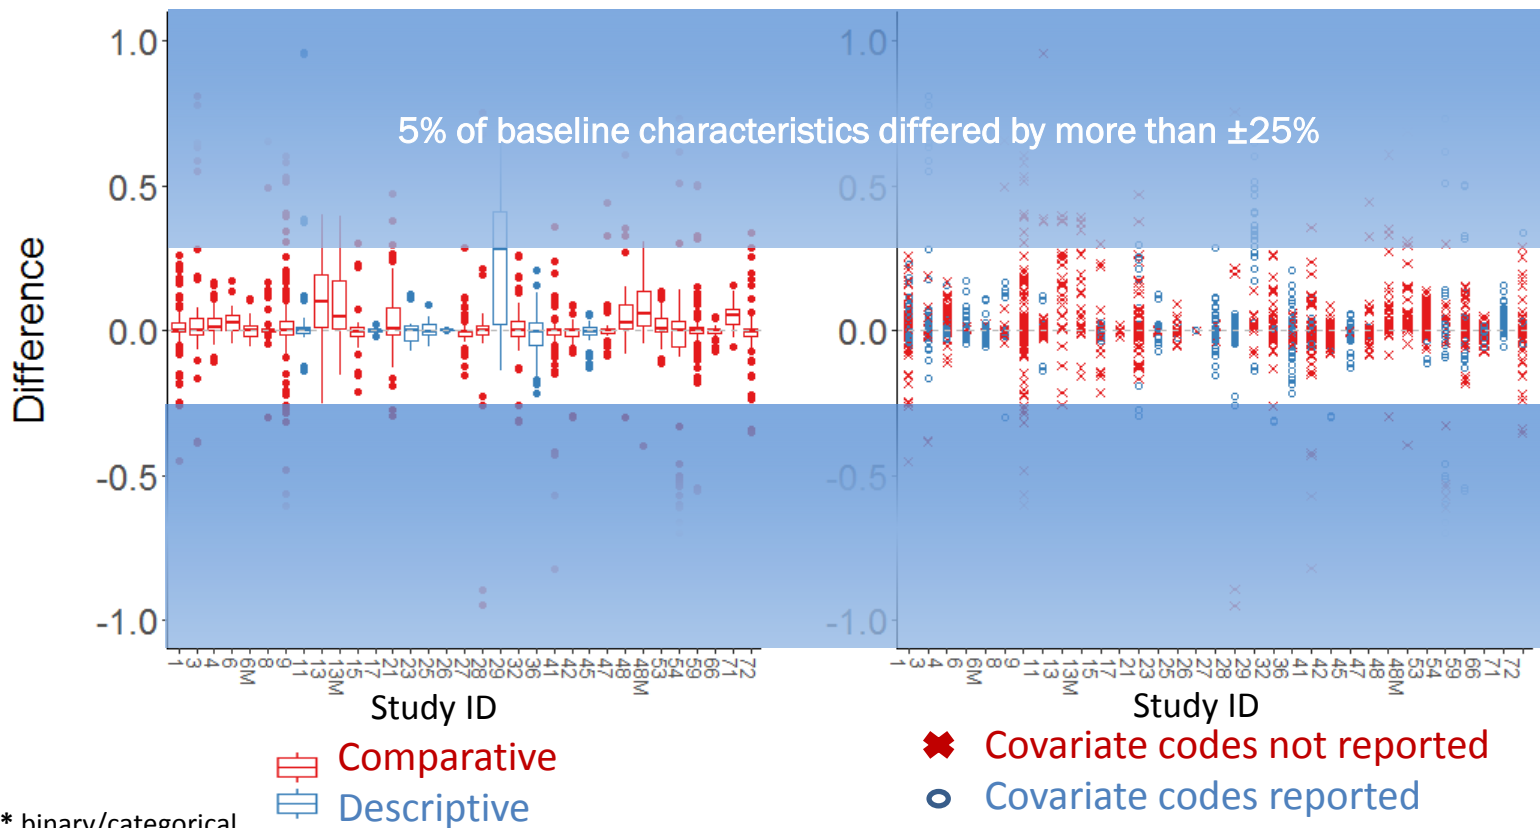 5% of baseline characteristics differed by more than ±25%
Difference
1.0
0.5
0.0
-0.5
-1.0
1 3 4 6 6M 8 9 11 13 13M 15 17 21 23 25 26 27 28 29 32 36 41 42 45 47 48 48M 53 54 59 66 71 72
Study ID
Comparative
Descriptive
1.0
0.5
0.0
-0.5
-1.0
1 3 4 6 6M 8 9 11 13 13M 15 17 21 23 25 26 27 28 29 32 36 41 42 45 44 47 48 48M 53 54 59 66 71 72
Study ID
Covariate codes not reported
Covariate codes reported
* binary/categorical